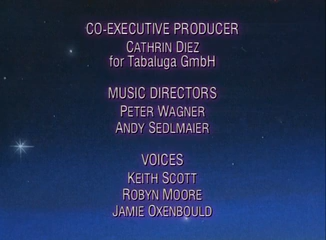 CO-EXECUTIVE PRODUCER
CATHRIN DIEZ
for Tabaluga GmbH
MUSIC DIRECTORS
PETER WAGNER
ANDY SEDLMAIER
VOICES
KEITH SCOTT
ROBYN MOORE
JAMIE OXENBOULD